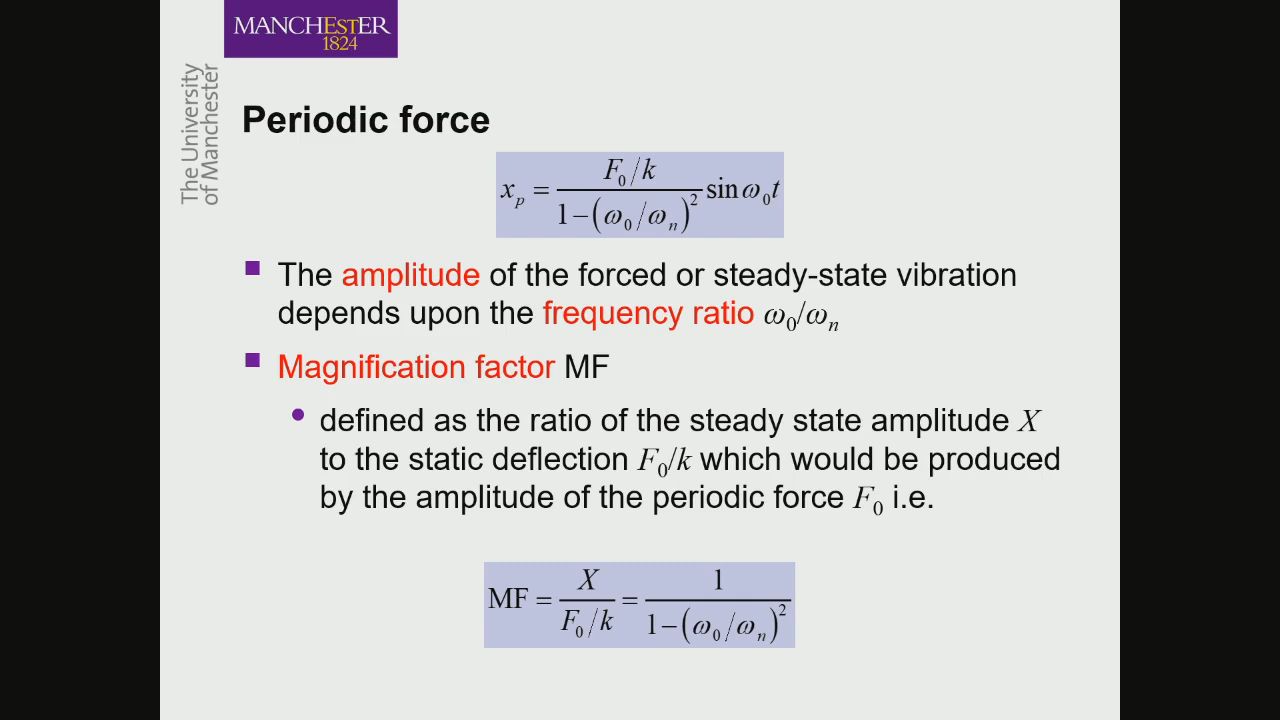 MANCHESTER
1824
The University
of Manchester
Periodic force
x_p = (F_0/k) / (1−(ω_0/ω_n)^2) sin ω_0t
The amplitude of the forced or steady-state vibration
depends upon the frequency ratio ω_0/ω_n
Magnification factor MF
defined as the ratio of the steady state amplitude X
to the static deflection F_0/k which would be produced
by the amplitude of the periodic force F_0 i.e.
MF = X / (F_0/k) = 1 / (1−(ω_0/ω_n)^2)